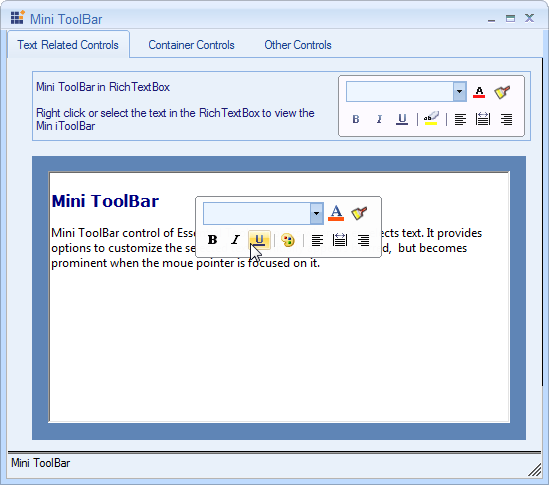 Mini ToolBar
Text Related Controls Container Controls Other Controls
Mini ToolBar in RichTextBox
Right click or select the text in the RichTextBox to view the
Min iToolBar
A
B I U ab
Mini ToolBar
A
Mini ToolBar control of Esse ects text. It provides
B I U
options to customize the se d, but becomes
prominent when the moue pointer is focused on it.
Mini ToolBar